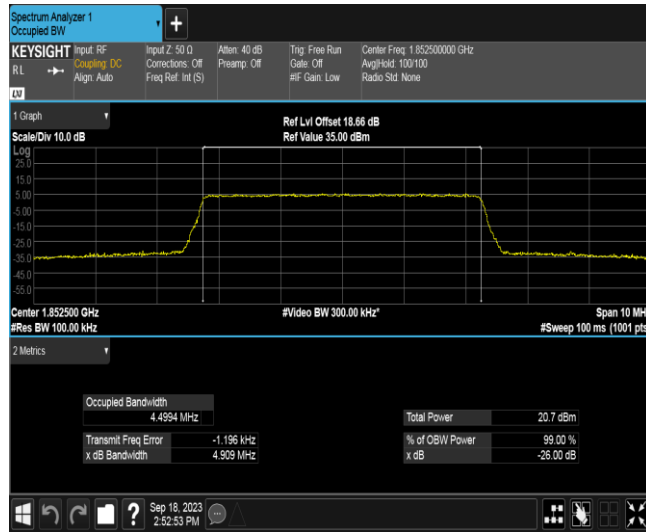 Spectrum Analyzer 1
Occupied BW
+
KEYSIGHT Input: RF Input Z: 50 Ω Atten: 40 dB Trig: Free Run Center Freq: 1.852500000 GHz
RL Coupling: DC Corrections: Off Preamp: Off Gate: Off Avg|Hold: 100/100
Align: Auto Freq Ref: Int (S) #IF Gain: Low Radio Std: None
LXI
1 Graph
Ref Lvl Offset 18.66 dB
Scale/Div 10.0 dB Ref Value 35.00 dBm
Log
25.0
15.0
5.00
-5.00
-15.0
-25.0
-35.0
-45.0
-55.0
Center 1.852500 GHz #Video BW 300.00 kHz* Span 10 MH
#Res BW 100.00 kHz #Sweep 100 ms (1001 pts
2 Metrics
Occupied Bandwidth
4.4994 MHz Total Power 20.7 dBm
Transmit Freq Error -1.196 kHz % of OBW Power 99.00 %
x dB Bandwidth 4.909 MHz x dB -26.00 dB
? Sep 18, 2023
2:52:53 PM